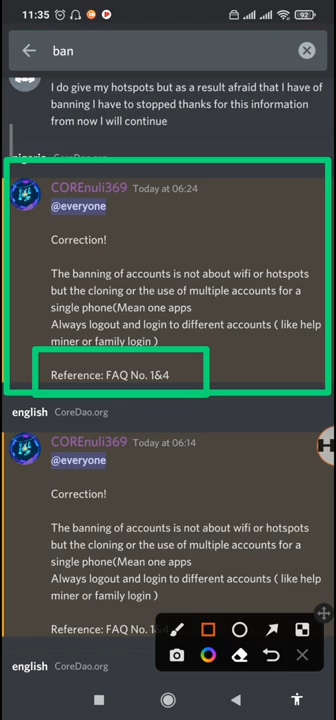 11:35
92
ban
I do give my hotspots but as a result afraid that I have of
banning I have to stopped thanks for this information
from now I will continue
nigeria CoreDao.org
COREnuli369 Today at 06:24
@everyone
Correction!
The banning of accounts is not about wifi or hotspots
but the cloning or the use of multiple accounts for a
single phone(Mean one apps
Always logout and login to different accounts ( like help
miner or family login )
Reference: FAQ No. 1&4
english CoreDao.org
COREnuli369 Today at 06:14
@everyone
Correction!
The banning of accounts is not about wifi or hotspots
but the cloning or the use of multiple accounts for a
single phone(Mean one apps
Always logout and login to different accounts ( like help
miner or family login )
Reference: FAQ No. 1&4
english CoreDao.org